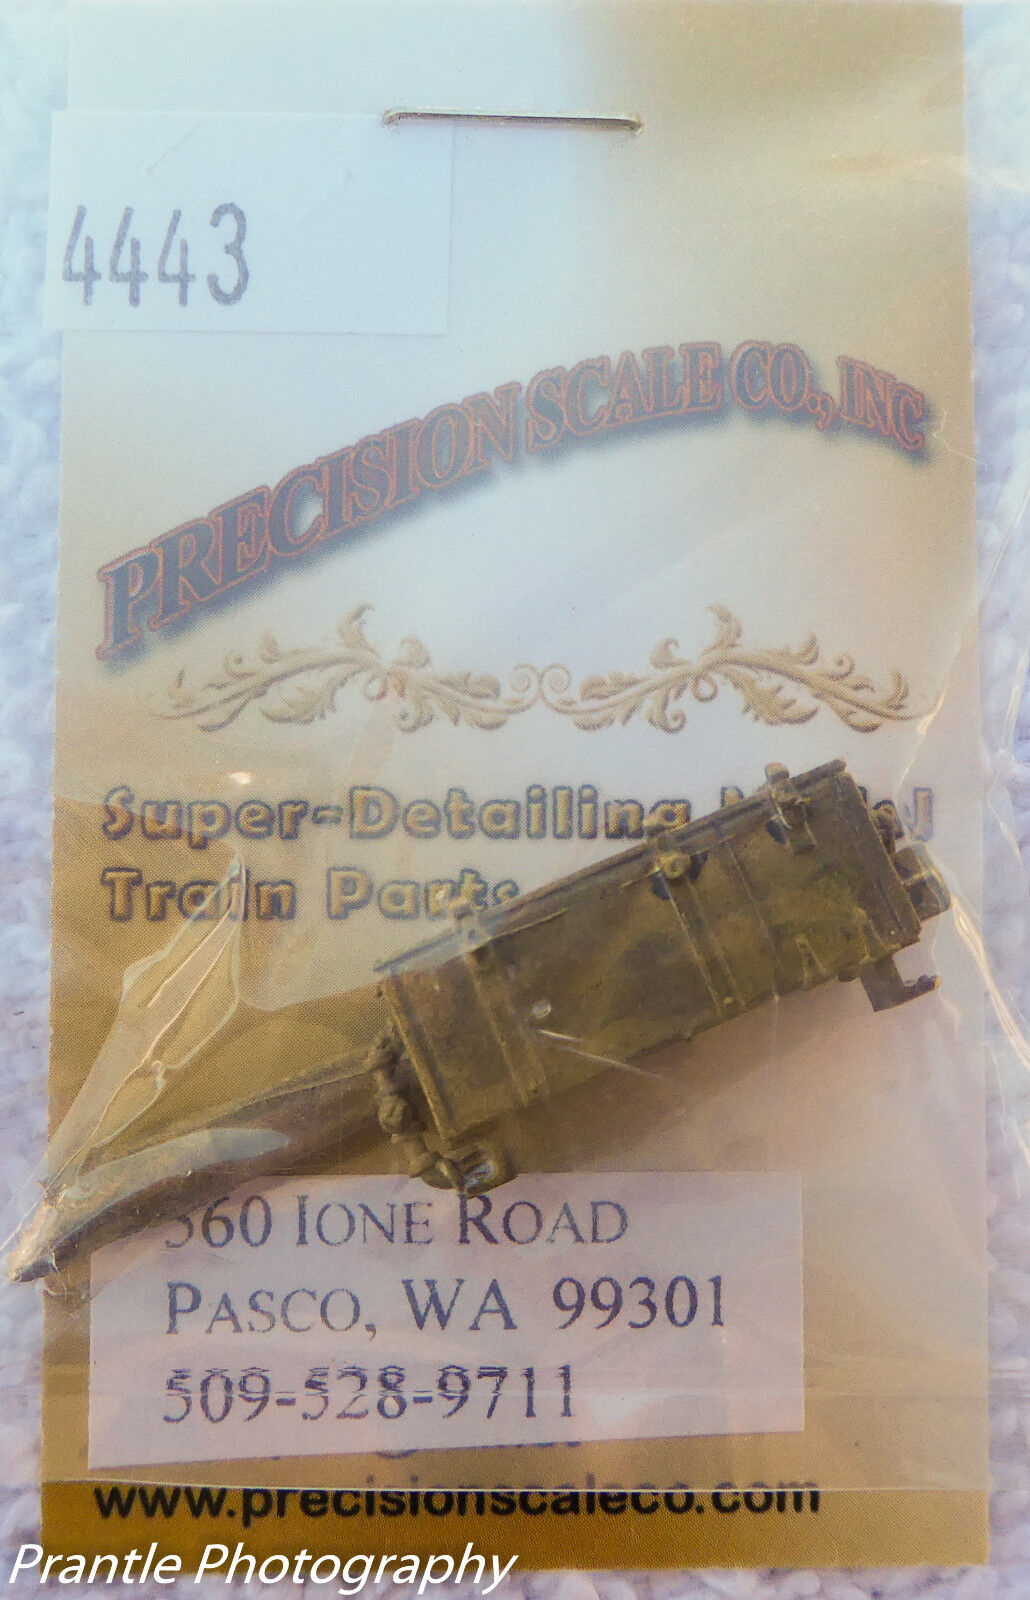 4443
PRECISION SCALE CO., INC
Super-Detailing
Train Parts
360 IONE ROAD
PASCO, WA 99301
509-528-9711
www.precisionscaleco.com
Prantle Photography